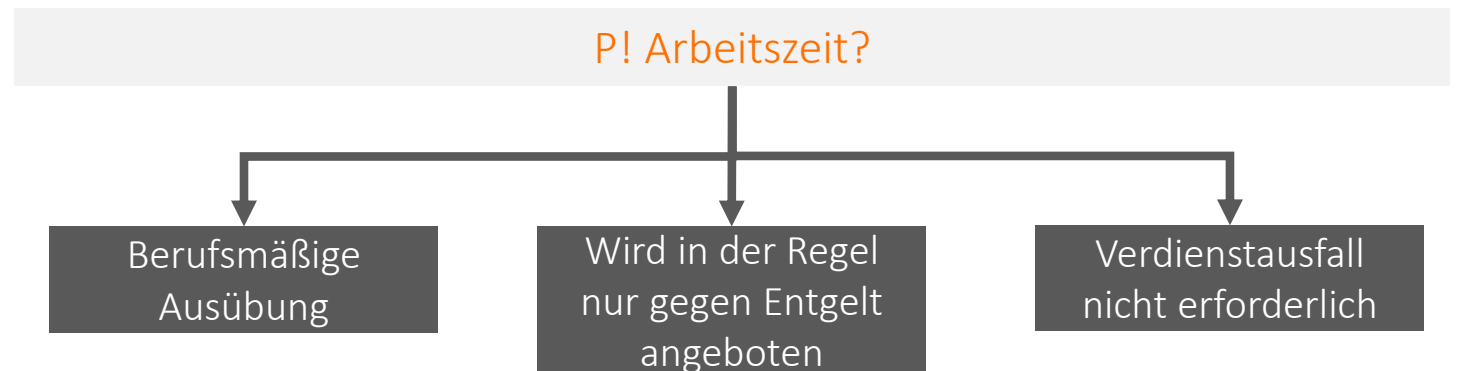 P! Arbeitszeit?
Berufsmäßige
Ausübung
Wird in der Regel
nur gegen Entgelt
angeboten
Verdienstausfall
nicht erforderlich